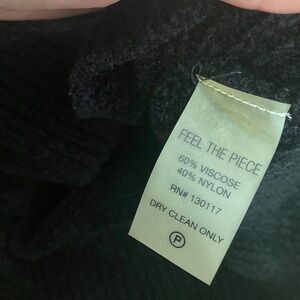 FEEL THE PIECE
60% VISCOSE
40% NYLON
RN# 130117
DRY CLEAN ONLY
P